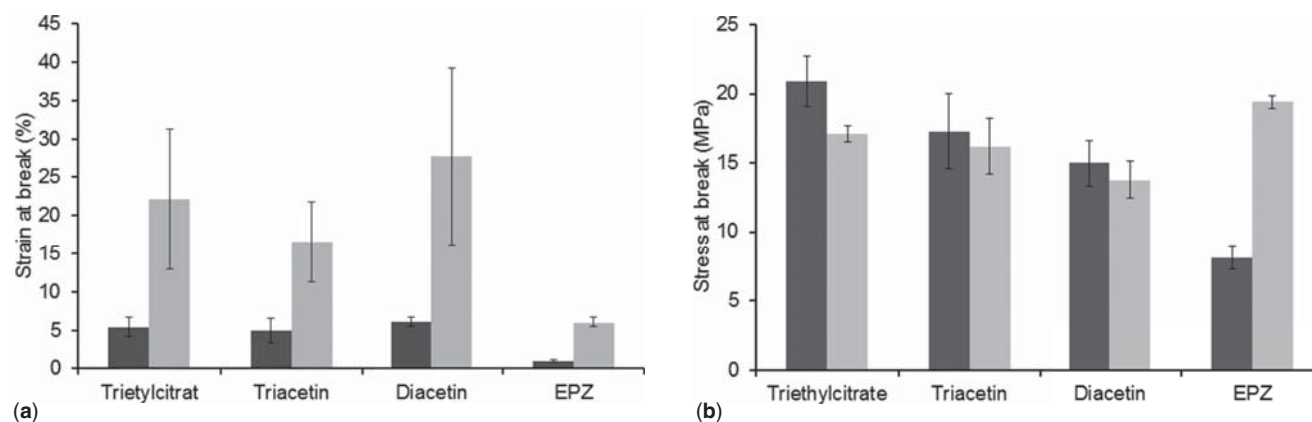 45
40
35
30
25
20
15
10
5
0
Strain at break (%)
Trietylcitrat Triacetin Diacetin EPZ
(a)
25
20
15
10
5
0
Stress at break (MPa)
Triethylcitrate Triacetin Diacetin EPZ
(b)